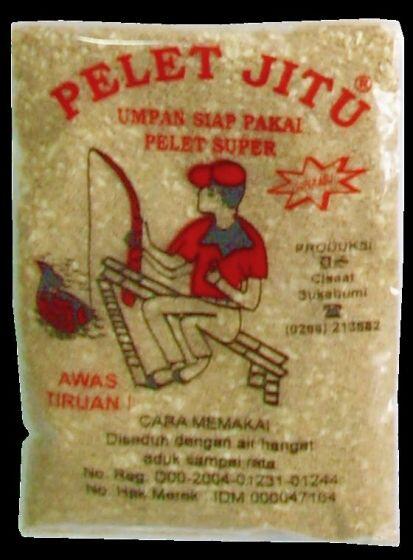 PELET JITU ®
UMPAN SIAP PAKAI
PELET SUPER
PRODUKSI
Cisaat
Sukabumi
☎
(0266) 213582
AWAS
TIRUAN !
CARA MEMAKAI
Diseduh dengan air hangat
aduk sampai rata
No. Reg. D00-2004-01231-01244
No. Hak Merek : IDM 000047164